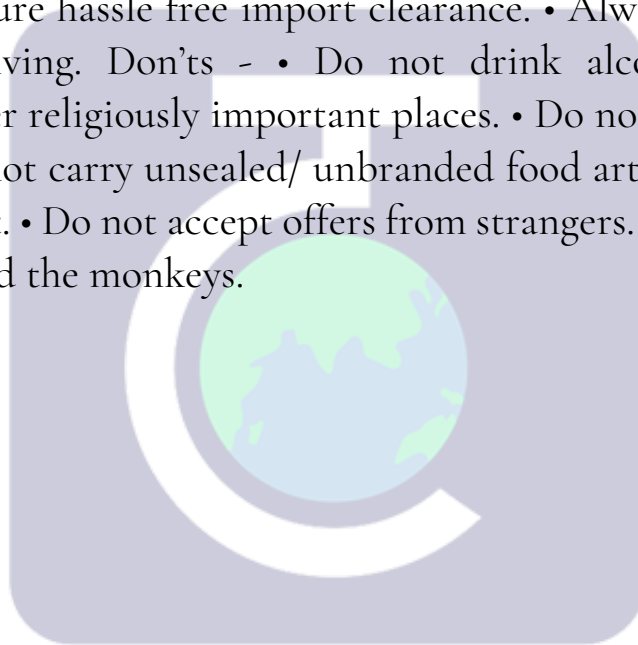 ure hassle free import clearance. • Alw
ving. Don’ts - • Do not drink alco
r religiously important places. • Do no
ot carry unsealed/ unbranded food art
. • Do not accept offers from strangers.
d the monkeys.